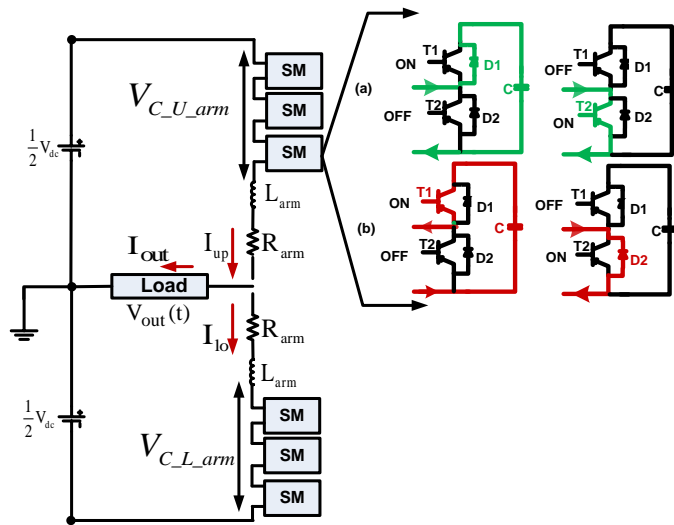 ½ V_dc
V_C_U_arm
SM
SM
SM
L_arm
R_arm
I_out
I_up
Load
V_out (t)
I_lo
R_arm
L_arm
½ V_dc
V_C_L_arm
SM
SM
SM
(a)
T1
ON
D1
T2
OFF
D2
C
T1
OFF
D1
T2
ON
D2
C
(b)
T1
ON
D1
T2
OFF
D2
C
T1
OFF
D1
T2
ON
D2
C